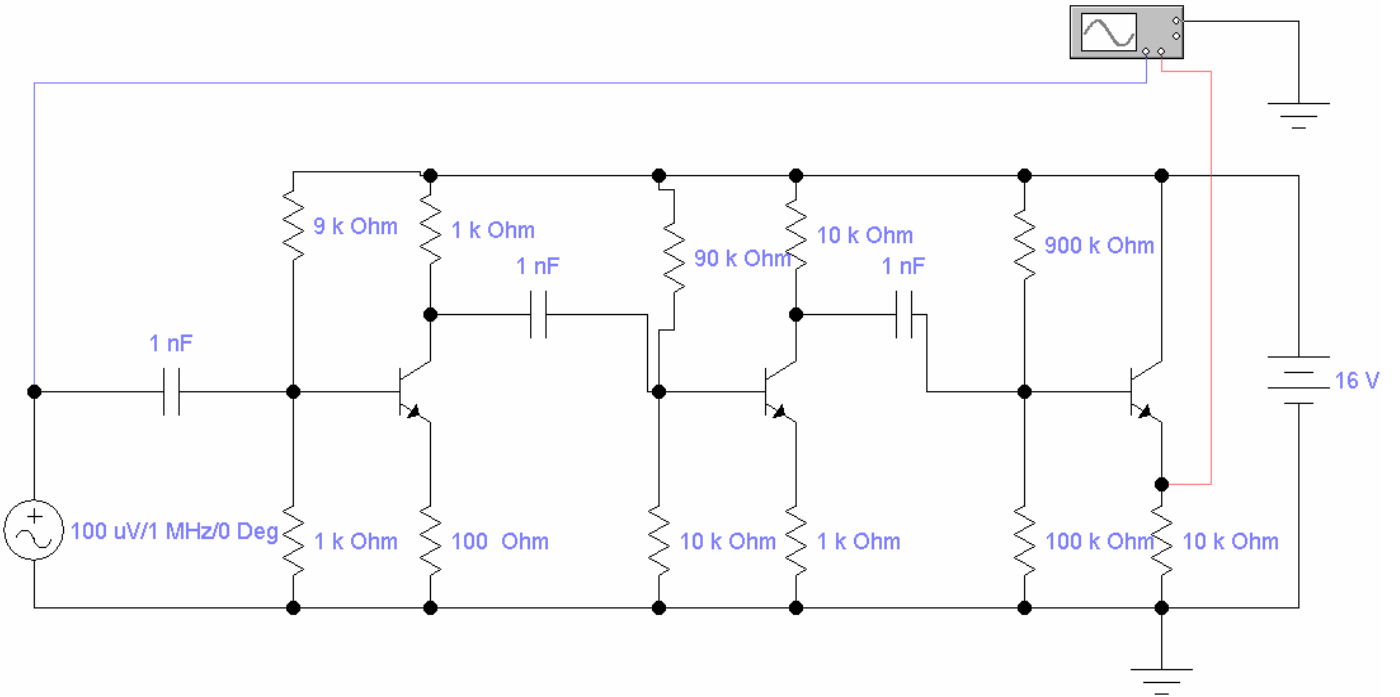 9 k Ohm
1 k Ohm
10 k Ohm
900 k Ohm
90 k Ohm
1 nF
1 nF
1 nF
16 V
100 uV/1 MHz/0 Deg
1 k Ohm
100 Ohm
10 k Ohm
1 k Ohm
100 k Ohm
10 k Ohm